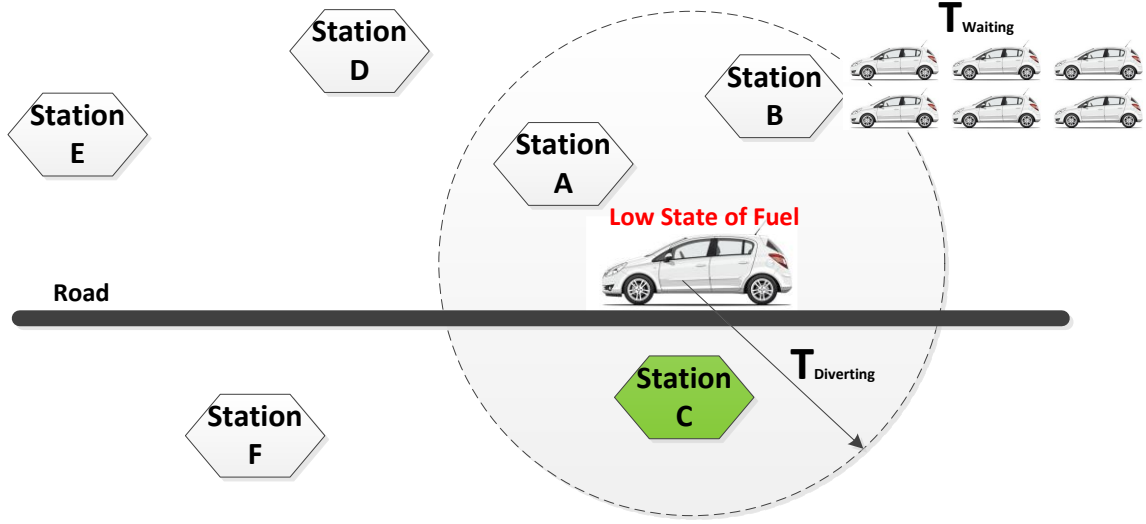 Station
D
T Waiting
Station
B
Station
E
Station
A
Low State of Fuel
Road
T Diverting
Station
C
Station
F